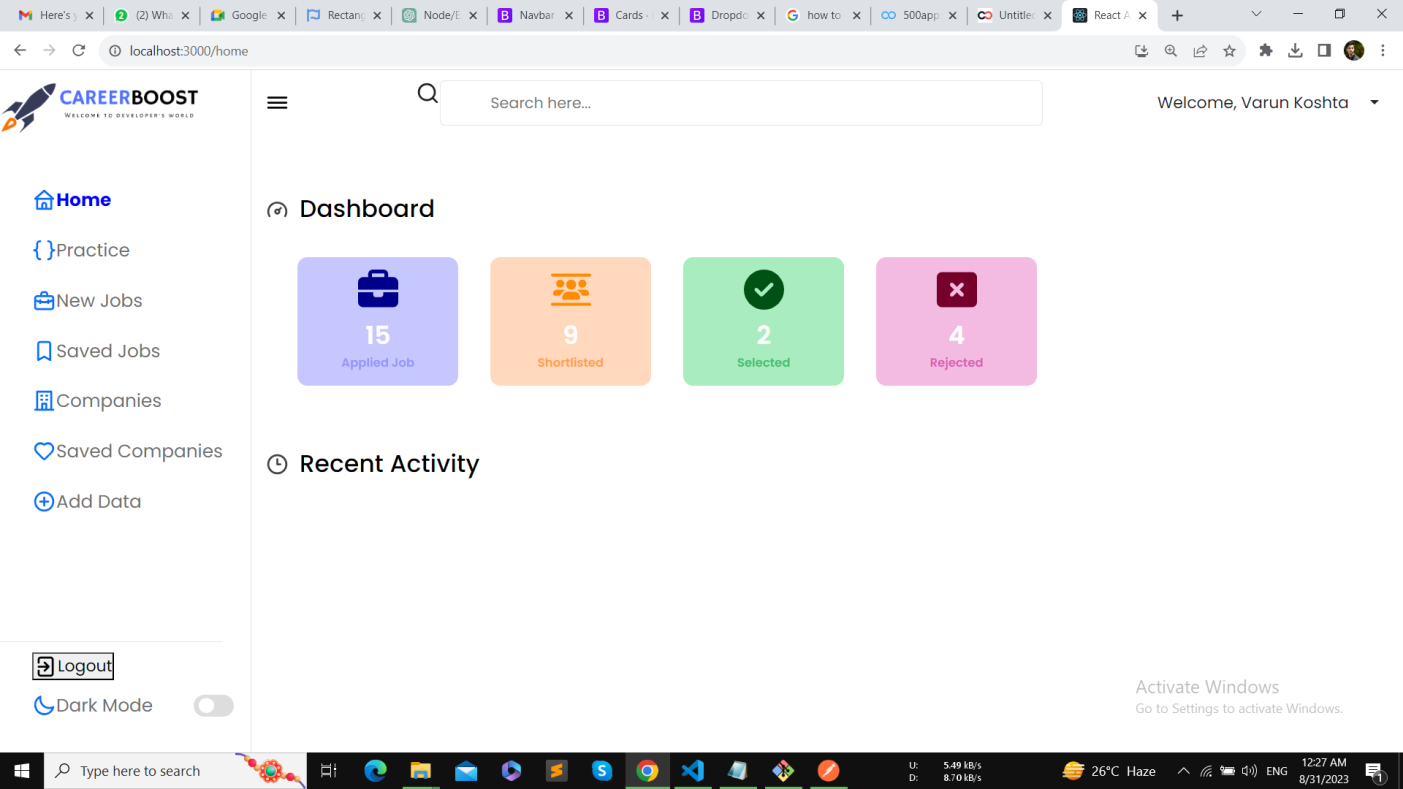 Here's y
(2) Wha
Google
Rectang
Node/E
Navbar
Cards ·
Dropdo
how to
500app
Untitled
React A
localhost:3000/home
CAREERBOOST
Welcome to developer's world
Search here...
Welcome, Varun Koshta
Home
Practice
New Jobs
Saved Jobs
Companies
Saved Companies
Add Data
Logout
Dark Mode
Dashboard
15
Applied Job
9
Shortlisted
2
Selected
4
Rejected
Recent Activity
Activate Windows
Go to Settings to activate Windows.
Type here to search
U: 5.49 kB/s
D: 8.70 kB/s
26°C Haze
ENG
12:27 AM
8/31/2023
1